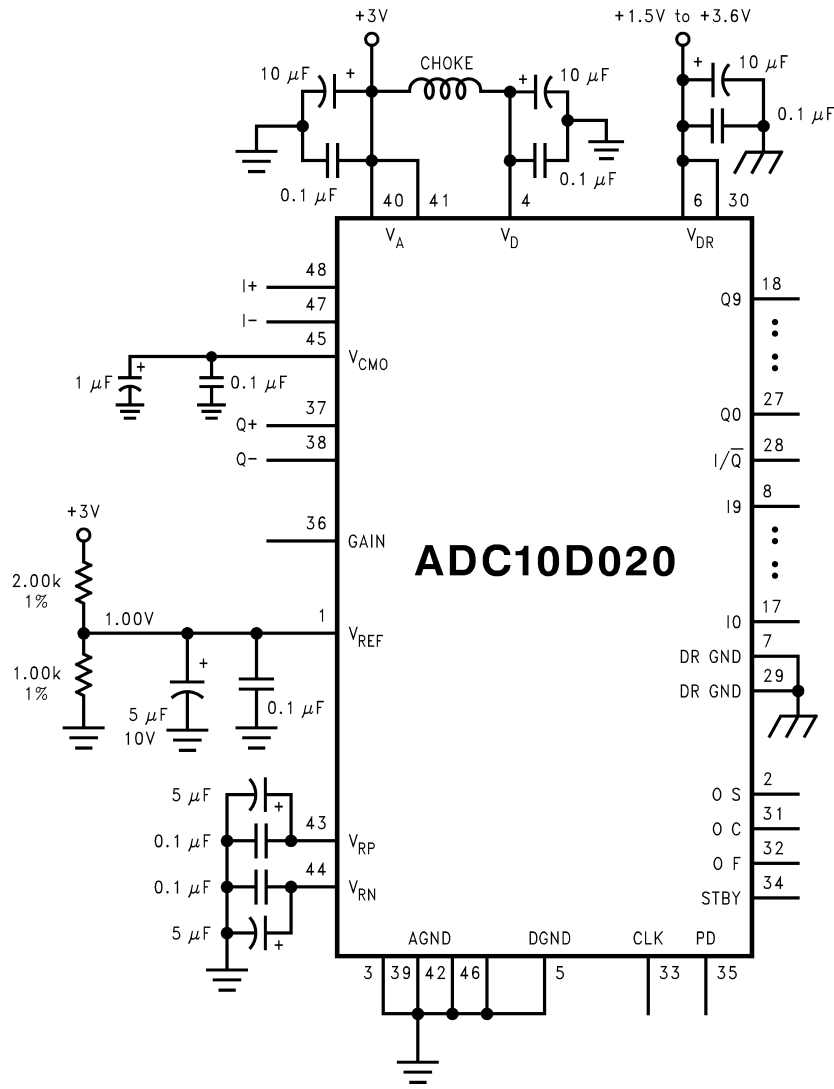 +3V
+1.5V to +3.6V
CHOKE
10 µF
+
+
10 µF
+
10 µF
0.1 µF
0.1 µF
0.1 µF
40
41
4
6
30
VA
VD
VDR
I+
48
I-
47
45
VCMO
1 µF
+
0.1 µF
Q+
37
Q-
38
36
GAIN
+3V
2.00k
1%
1.00V
1
VREF
1.00k
1%
+
5 µF
10V
0.1 µF
5 µF
+
43
0.1 µF
VRP
44
0.1 µF
VRN
5 µF
+
ADC10D020
Q9
18
Q0
27
I/Q̅
28
I9
8
I0
17
DR GND
7
DR GND
29
O S
2
O C
31
O F
32
STBY
34
AGND
DGND
CLK
PD
3
39
42
46
5
33
35